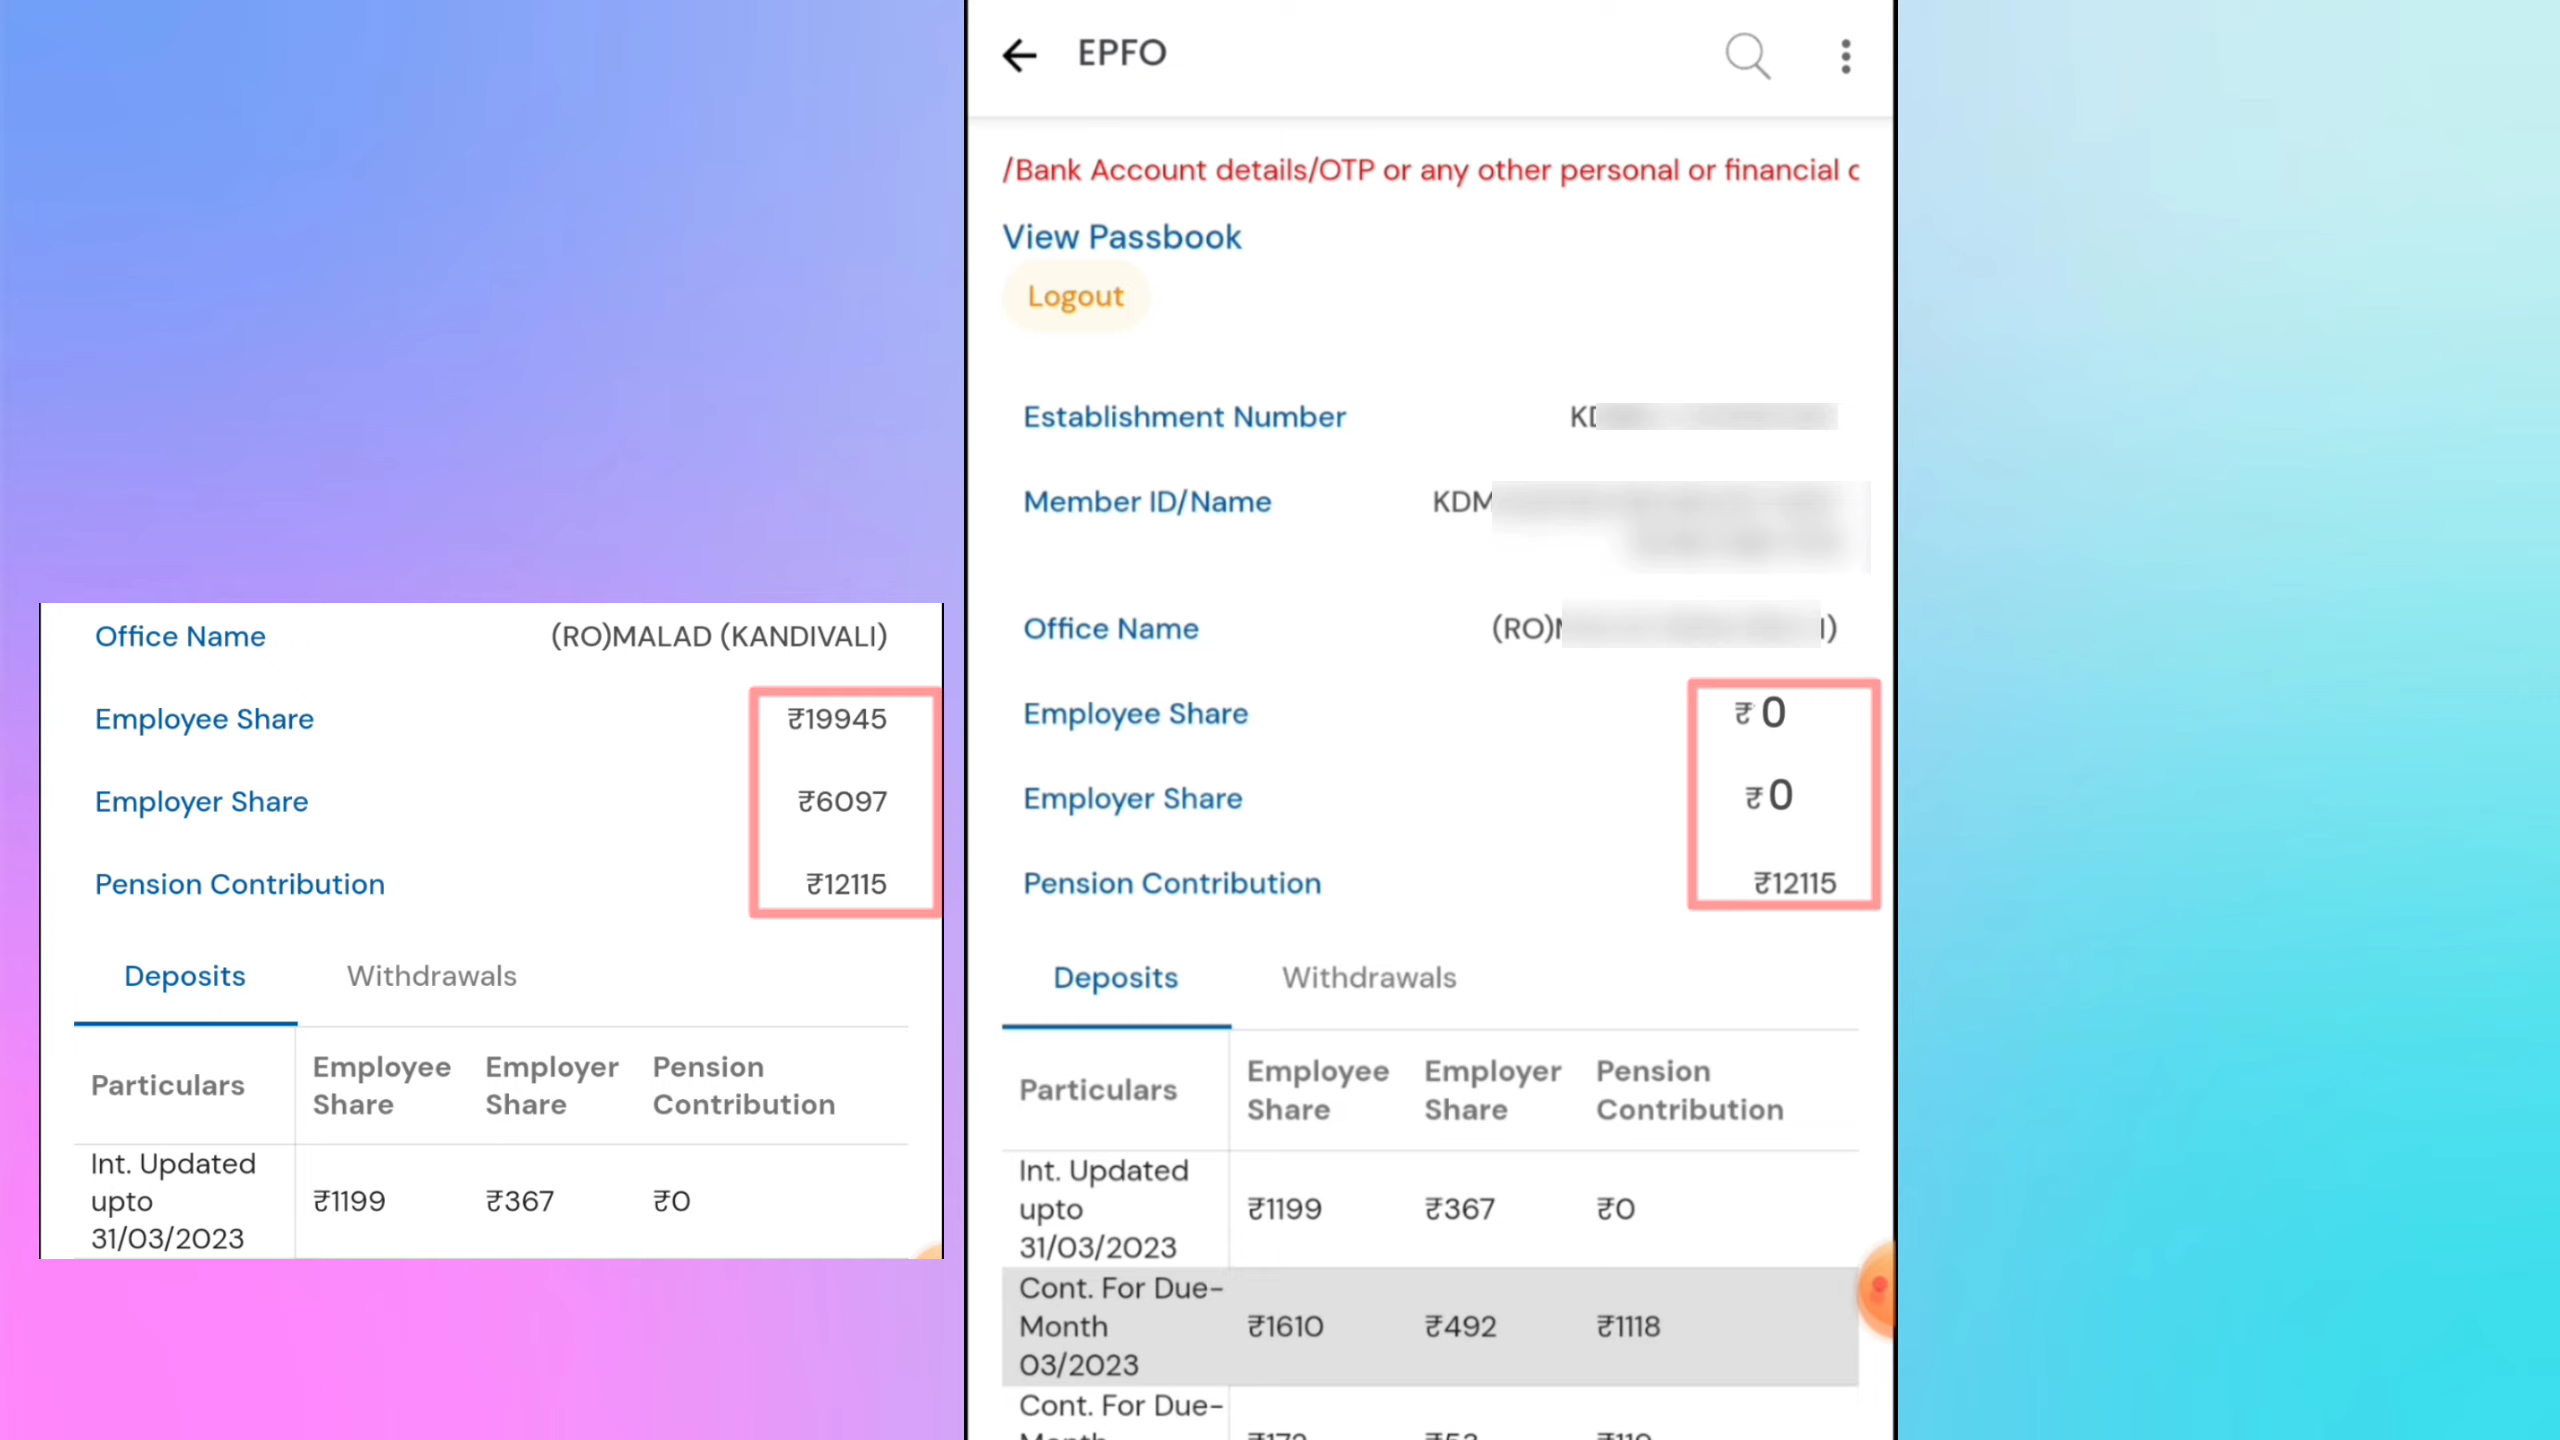 Office Name (RO)MALAD (KANDIVALI)
Employee Share ₹19945
Employer Share ₹6097
Pension Contribution ₹12115
Deposits Withdrawals
Particulars Employee Share Employer Share Pension Contribution
Int. Updated upto 31/03/2023 ₹1199 ₹367 ₹0
EPFO
/Bank Account details/OTP or any other personal or financial
View Passbook
Logout
Establishment Number
Member ID/Name KDM
Office Name (RO)
Employee Share ₹ 0
Employer Share ₹ 0
Pension Contribution ₹12115
Deposits Withdrawals
Particulars Employee Share Employer Share Pension Contribution
Int. Updated upto 31/03/2023 ₹1199 ₹367 ₹0
Cont. For Due-Month 03/2023 ₹1610 ₹492 ₹1118
Cont. For Due-